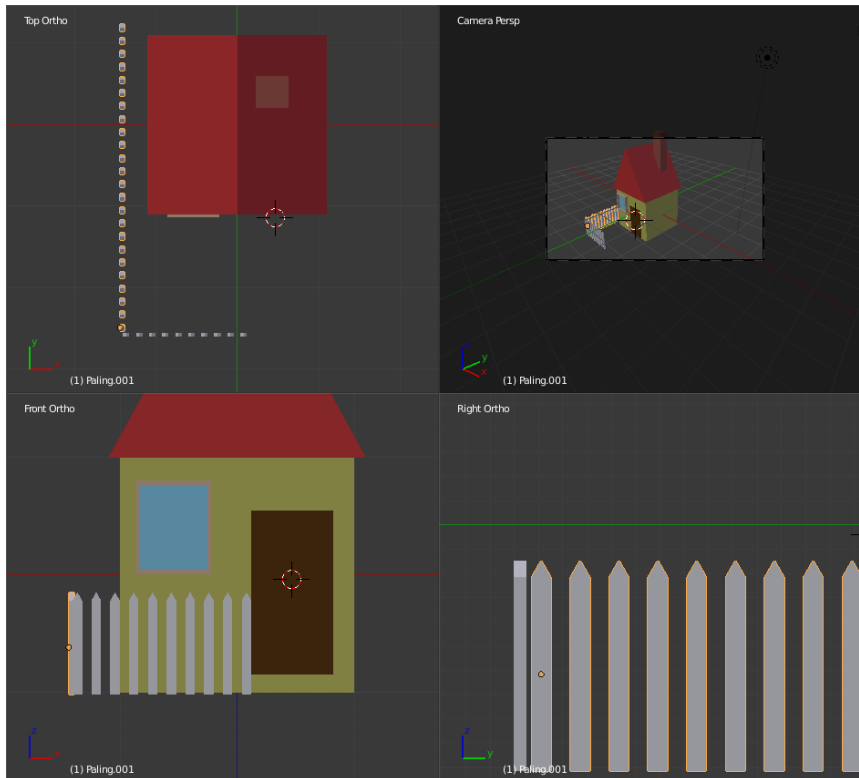 Top Ortho
Camera Persp
y
x
(1) Paling.001
z
y
x
(1) Paling.001
Front Ortho
Right Ortho
z
x
(1) Paling.001
z
y
(1) Paling.001